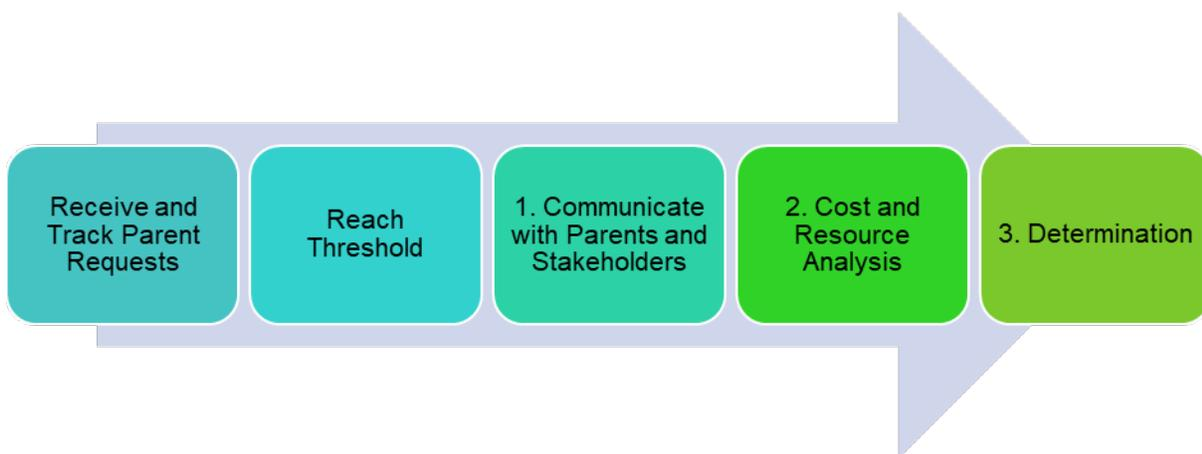 Receive and
Track Parent
Requests
Reach
Threshold
1. Communicate
with Parents and
Stakeholders
2. Cost and
Resource
Analysis
3. Determination